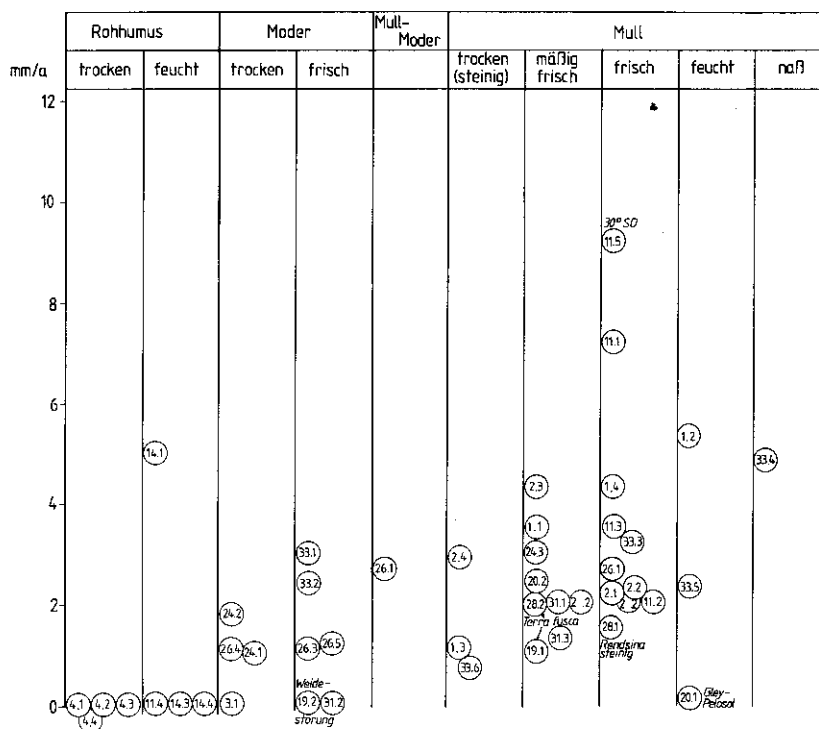 Rohhumus Moder Mull-Moder Mull
mm/a trocken feucht trocken frisch trocken (steinig) mäßig frisch frisch feucht naß
12
10
30° SO
11.5
8
11.1
6
1.2
14.1 33.4
4
2.3 1.4
1.1 11.3 33.3
33.1 26.1 2.4 24.3 26.1
33.2 20.2 2.1 2.2 33.5
2
24.2 28.2 31.1 11.2
Terra fusca
28.1
Rendsina
steinig
26.4 24.1 26.3 26.5 1.3 33.6 19.1 31.3
Weide-
störung
0
4.1 4.2 4.3 11.4 14.3 14.4 3.1 19.2 31.2 20.1 Gley-
Pelosol
4.4